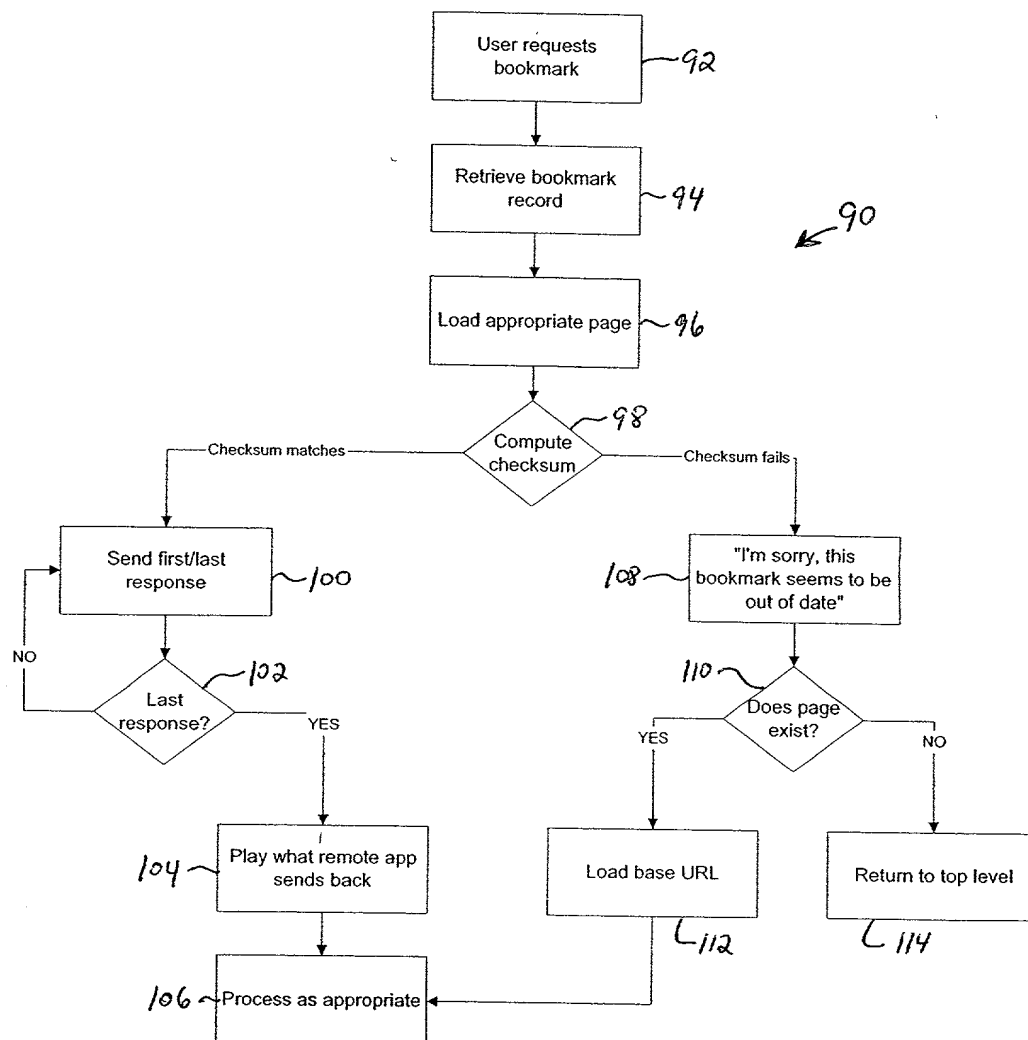 User requests
bookmark
92
Retrieve bookmark
record
94
90
Load appropriate page
96
98
Compute
checksum
Checksum matches
Checksum fails
Send first/last
response
100
"I'm sorry, this
bookmark seems to be
out of date"
108
NO
102
Last
response?
YES
110
Does page
exist?
YES
NO
Play what remote app
sends back
104
Load base URL
112
Return to top level
114
Process as appropriate
106